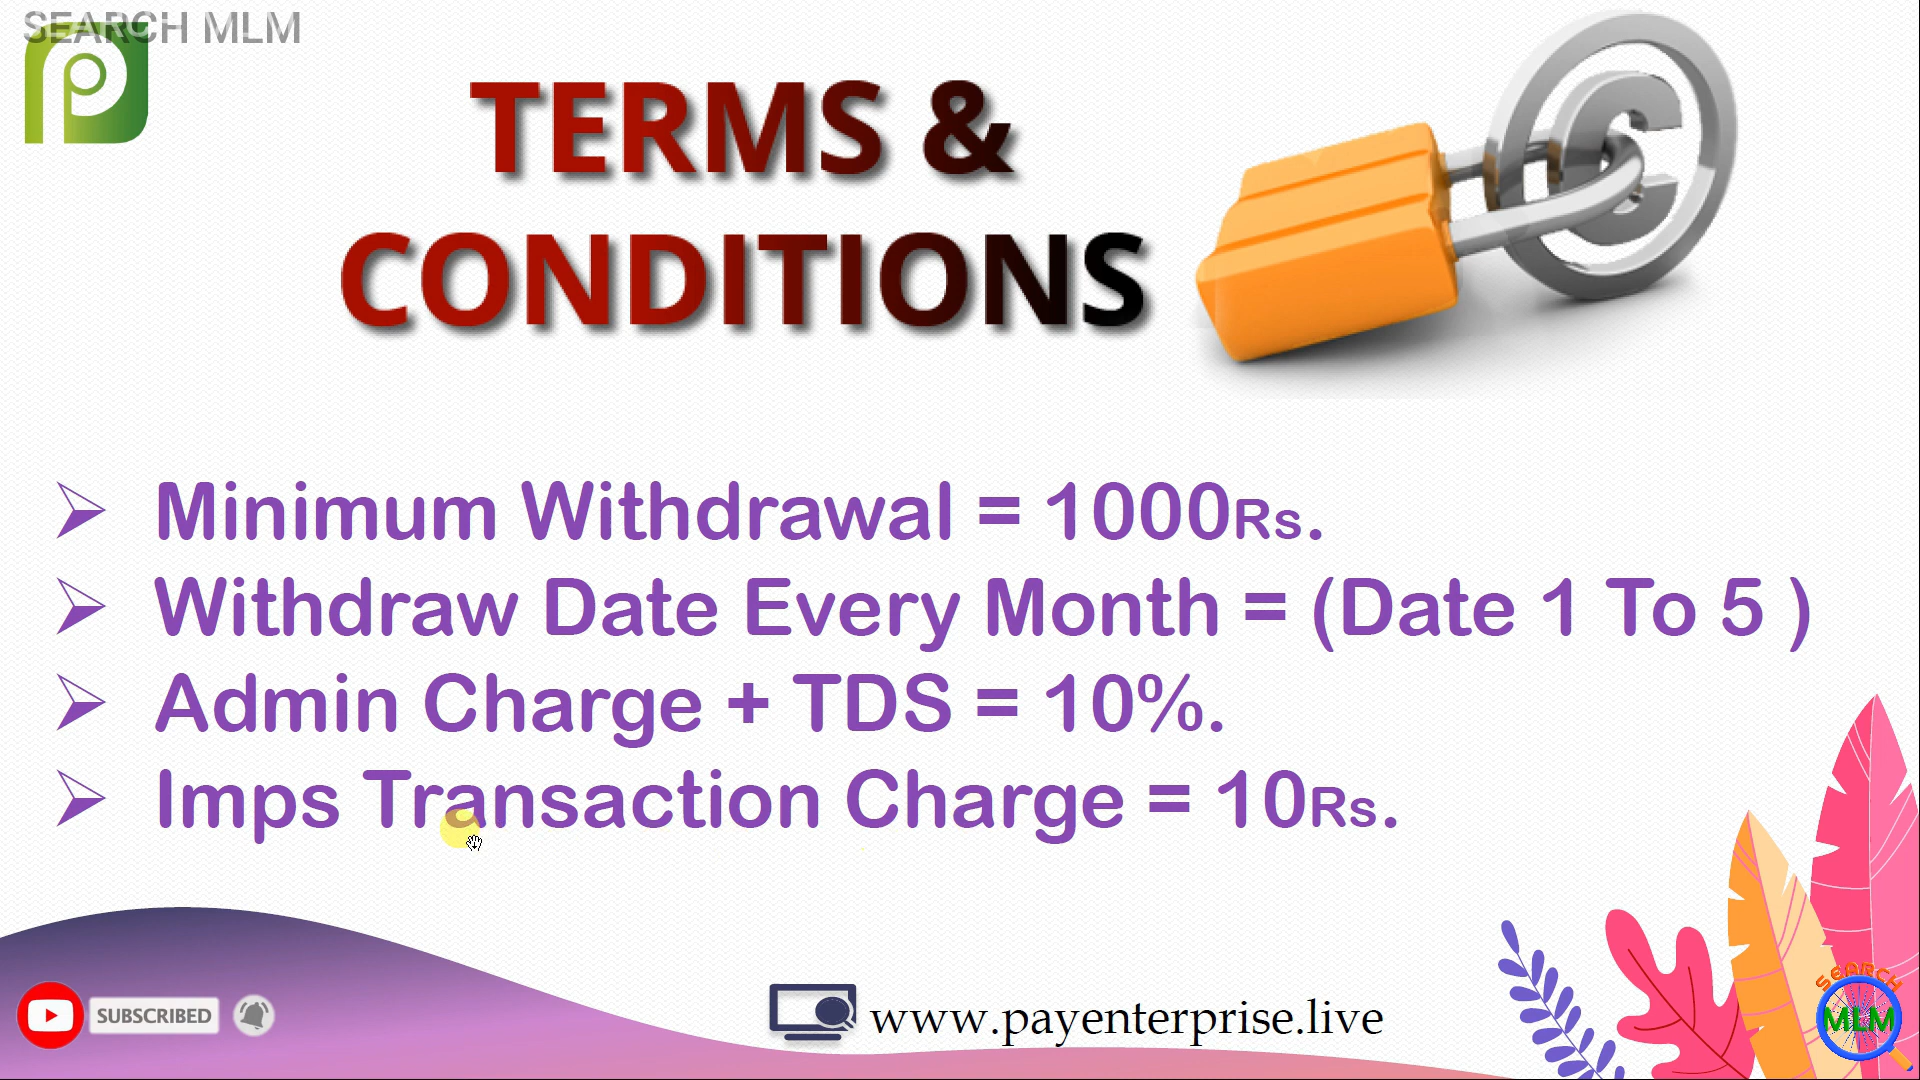 SEARCH MLM
TERMS &
CONDITIONS
➢ Minimum Withdrawal = 1000Rs.
➢ Withdraw Date Every Month = (Date 1 To 5 )
➢ Admin Charge + TDS = 10%.
➢ Imps Transaction Charge = 10Rs.
SUBSCRIBED
www.payenterprise.live
SEARCH
MLM